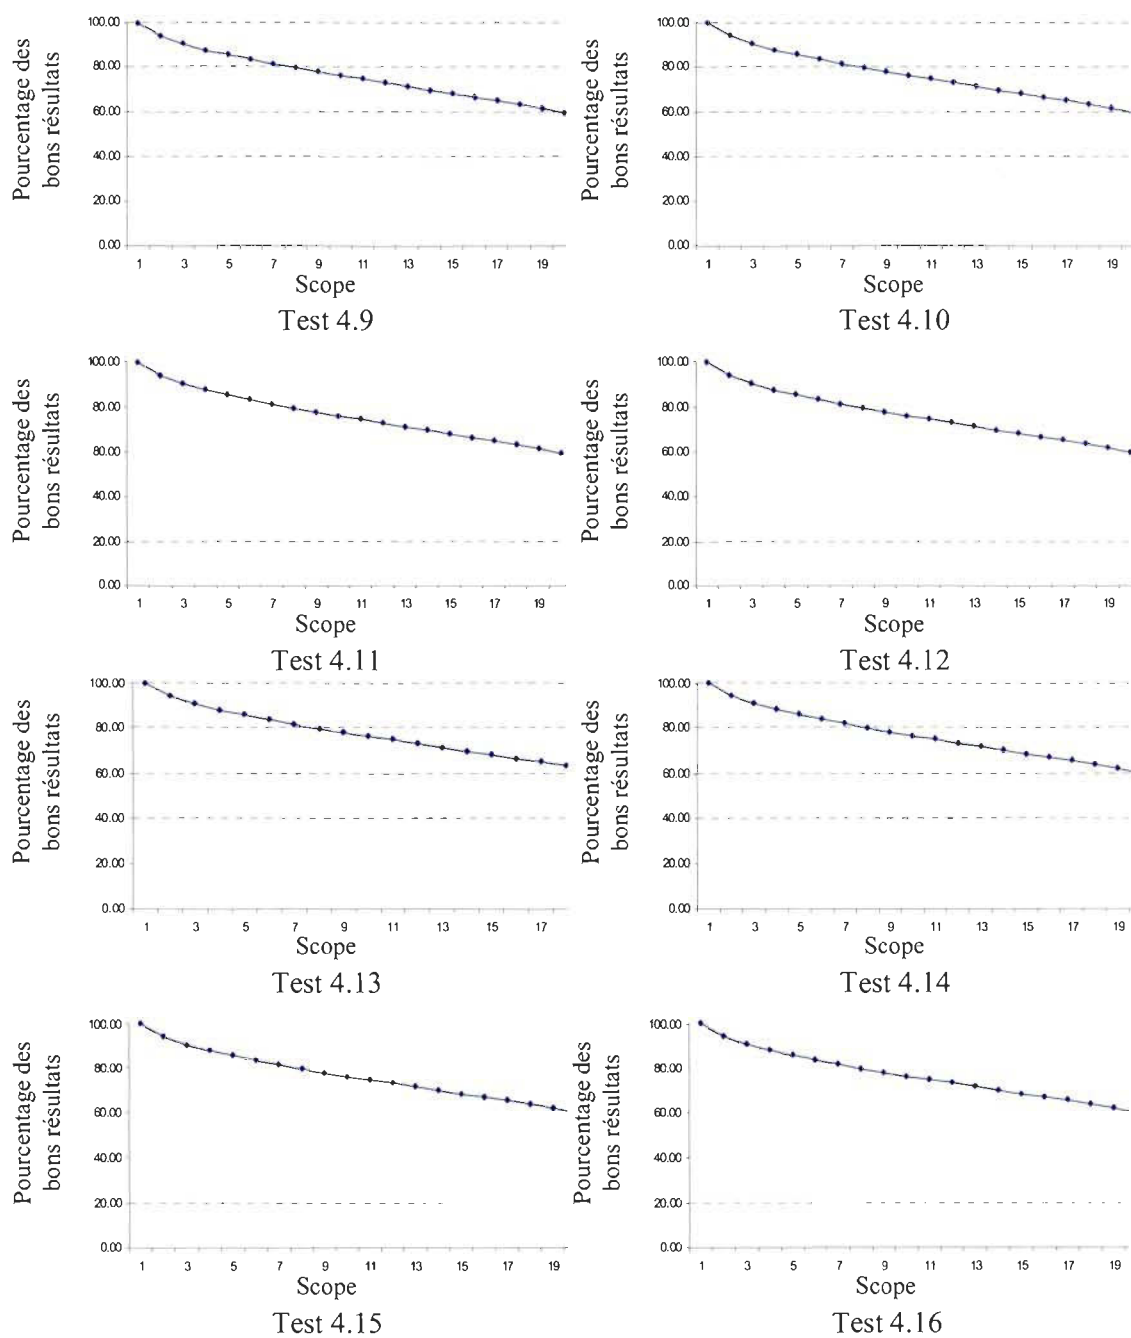 Pourcentage des
bons résultats
100.00
80.00
60.00
40.00
20.00
0.00
1 3 5 7 9 11 13 15 17 19
Scope
Test 4.9
Pourcentage des
bons résultats
100.00
80.00
60.00
40.00
20.00
0.00
1 3 5 7 9 11 13 15 17 19
Scope
Test 4.10
Pourcentage des
bons résultats
100.00
80.00
60.00
40.00
20.00
0.00
1 3 5 7 9 11 13 15 17 19
Scope
Test 4.11
Pourcentage des
bons résultats
100.00
80.00
60.00
40.00
20.00
0.00
1 3 5 7 9 11 13 15 17 19
Scope
Test 4.12
Pourcentage des
bons résultats
100.00
80.00
60.00
40.00
20.00
0.00
1 3 5 7 9 11 13 15 17
Scope
Test 4.13
Pourcentage des
bons résultats
100.00
80.00
60.00
40.00
20.00
0.00
1 3 5 7 9 11 13 15 17 19
Scope
Test 4.14
Pourcentage des
bons résultats
100.00
80.00
60.00
40.00
20.00
0.00
1 3 5 7 9 11 13 15 17 19
Scope
Test 4.15
Pourcentage des
bons résultats
100.00
80.00
60.00
40.00
20.00
0.00
1 3 5 7 9 11 13 15 17 19
Scope
Test 4.16